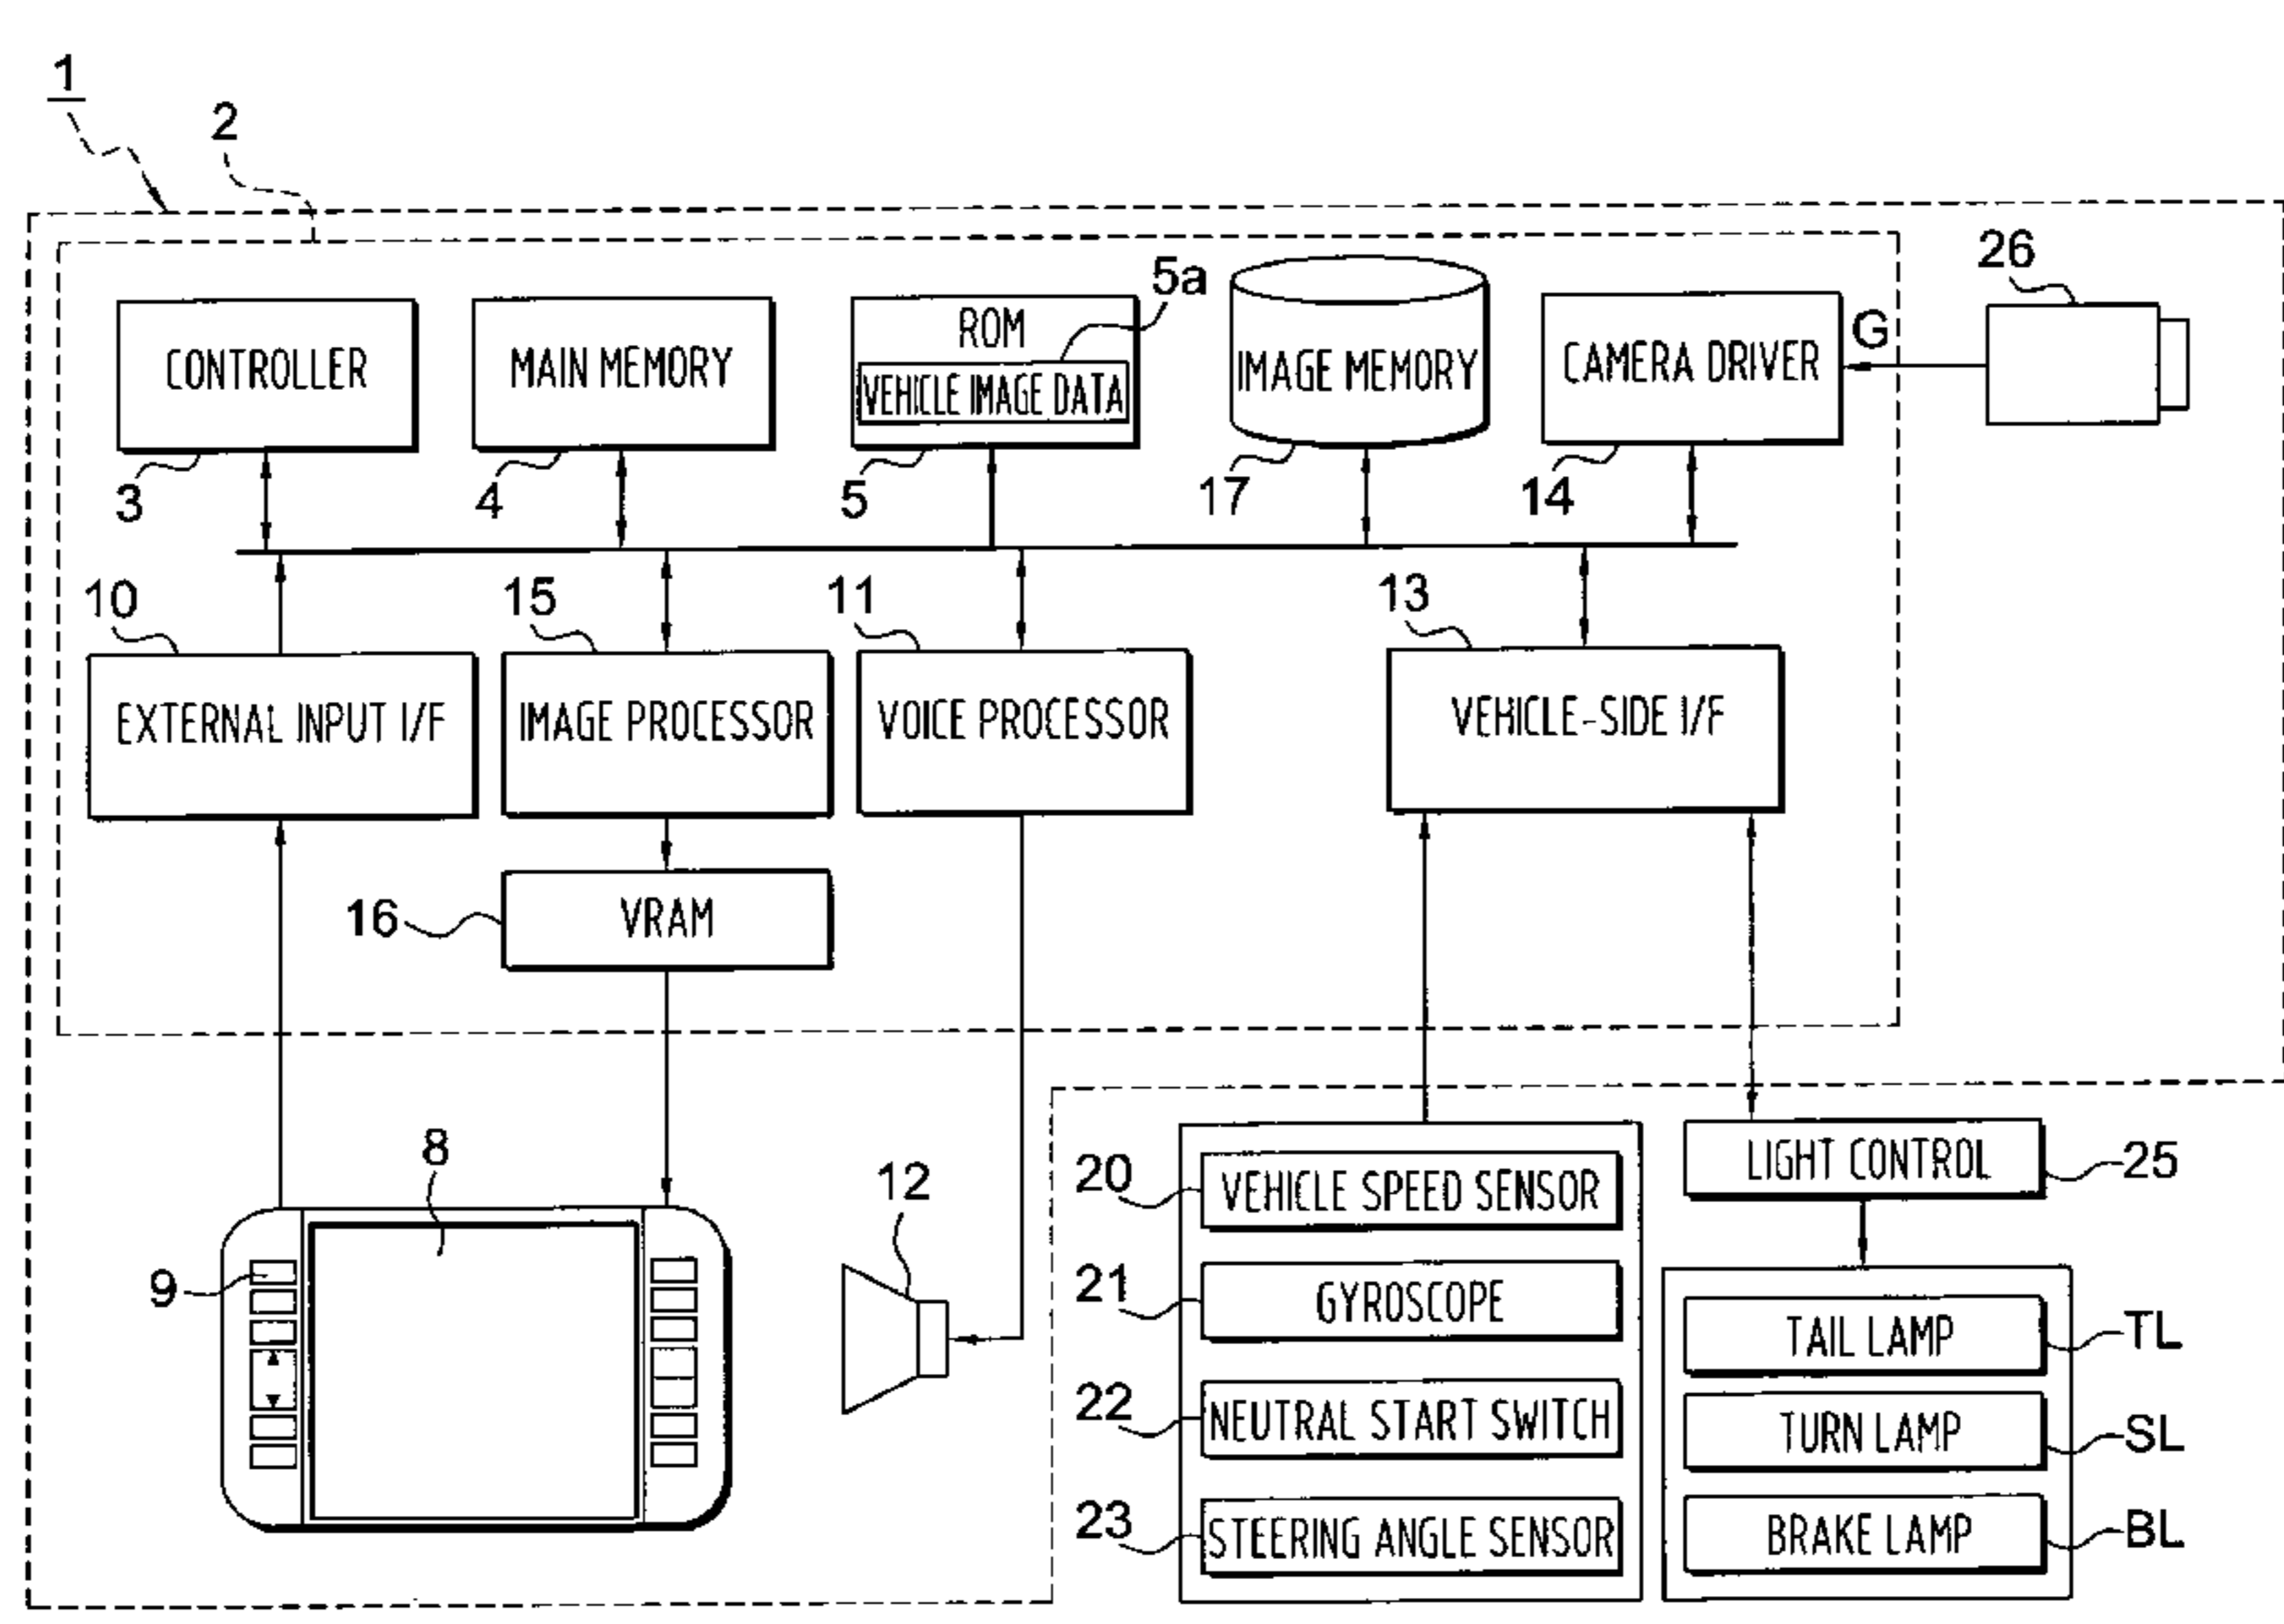 1
2
26
5a
CONTROLLER
MAIN MEMORY
ROM
VEHICLE IMAGE DATA
IMAGE MEMORY
CAMERA DRIVER
G
3
4
5
17
14
10
15
11
13
EXTERNAL INPUT I/F
IMAGE PROCESSOR
VOICE PROCESSOR
VEHICLE-SIDE I/F
16
VRAM
8
9
12
20
VEHICLE SPEED SENSOR
21
GYROSCOPE
22
NEUTRAL START SWITCH
23
STEERING ANGLE SENSOR
LIGHT CONTROL
25
TAIL LAMP
TL
TURN LAMP
SL
BRAKE LAMP
BL